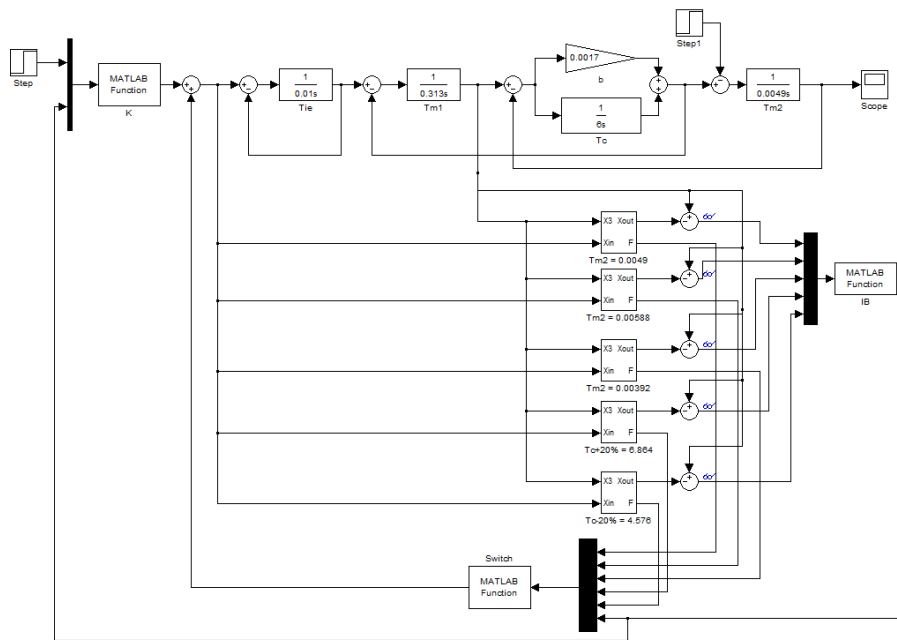 Step
MATLAB
Function
K
1
0.01s
Tie
1
0.313s
Tm1
0.0017
b
1
6s
Tc
Step1
1
0.0049s
Tm2
Scope
X3 Xout
Xin F
Tm2 = 0.0049
X3 Xout
Xin F
Tm2 = 0.00588
X3 Xout
Xin F
Tm2 = 0.00392
X3 Xout
Xin F
Tc+20% = 6.864
X3 Xout
Xin F
Tc-20% = 4.576
MATLAB
Function
IB
Switch
MATLAB
Function